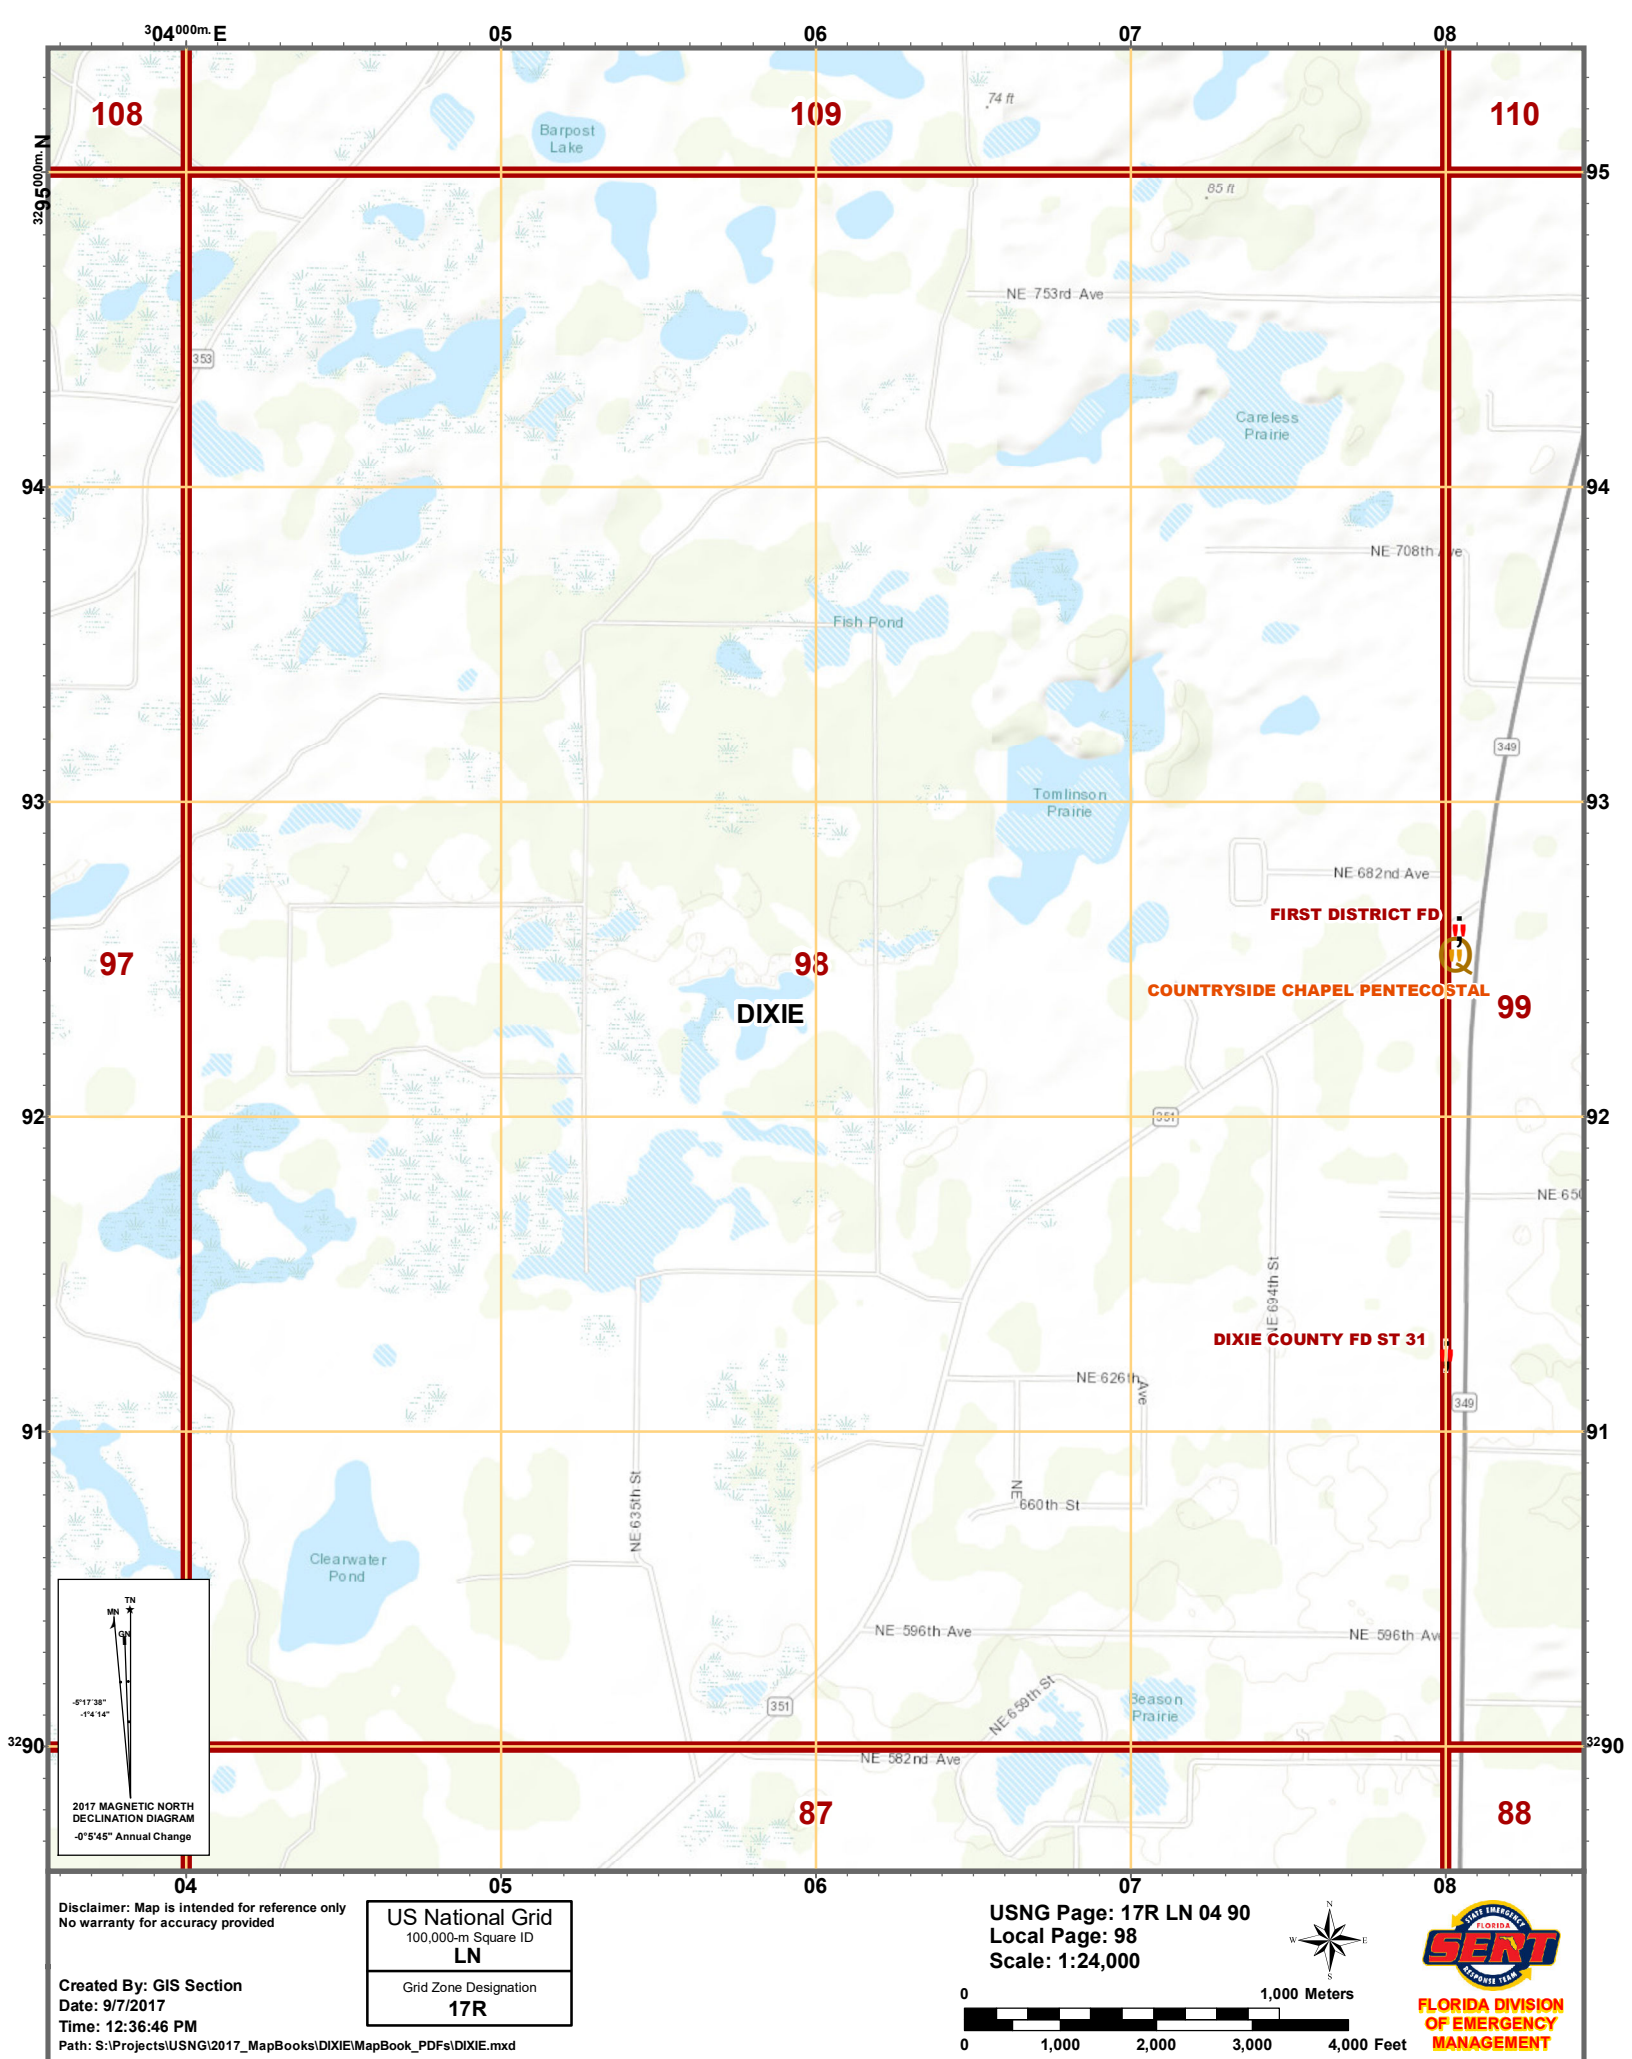 304000m. E 05 06 07 08
108 109 110
3295000m. N
74 ft
Barpost
Lake
95
85 ft
NE 753rd Ave
353
Careless
Prairie
94 94
NE 708th Ave
Fish Pond
349
93 93
Tomlinson
Prairie
NE 682nd Ave
FIRST DISTRICT FD
97 98
COUNTRYSIDE CHAPEL PENTECOSTAL
99
DIXIE
92 351 92
NE 650
NE 694th St
DIXIE COUNTY FD ST 31
NE 626th Ave
349
91 91
NE 635th St
NE 660th St
Clearwater
Pond
NE 596th Ave NE 596th Ave
NE 659th St
Beason
Prairie
351
3290 3290
NE 582nd Ave
87 88
TN
MN
GN
-5°17'38"
-1°4'14"
2017 MAGNETIC NORTH
DECLINATION DIAGRAM
-0°5'45" Annual Change
04 05 06 07 08
Disclaimer: Map is intended for reference only
No warranty for accuracy provided
Created By: GIS Section
Date: 9/7/2017
Time: 12:36:46 PM
Path: S:\Projects\USNG\2017_MapBooks\DIXIE\MapBook_PDFs\DIXIE.mxd
US National Grid
100,000-m Square ID
LN
Grid Zone Designation
17R
USNG Page: 17R LN 04 90
Local Page: 98
Scale: 1:24,000
N
W E
S
0 1,000 Meters
0 1,000 2,000 3,000 4,000 Feet
STATE EMERGENCY
FLORIDA
SERT
RESPONSE TEAM
FLORIDA DIVISION
OF EMERGENCY
MANAGEMENT